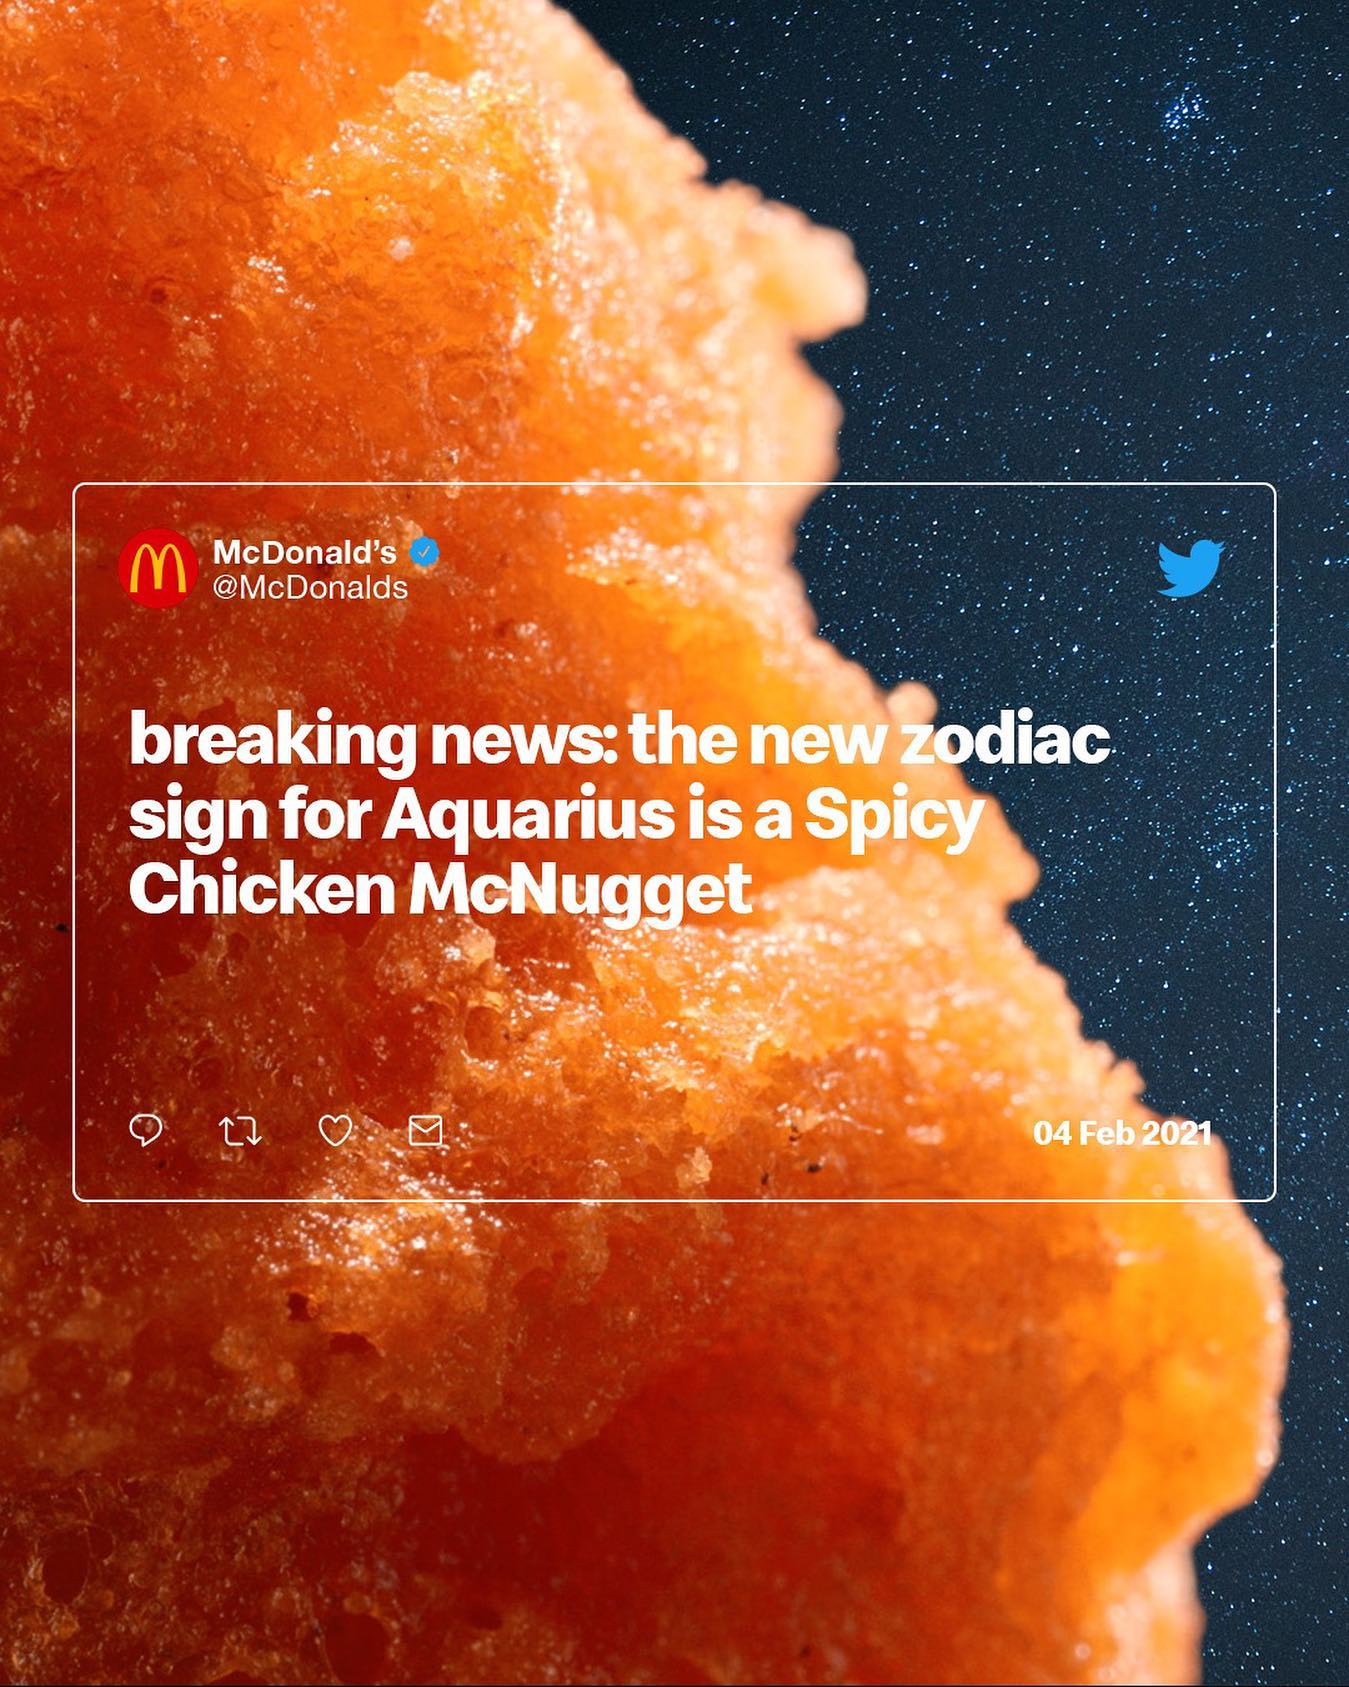 McDonald's
@McDonalds
breaking news: the new zodiac
sign for Aquarius is a Spicy
Chicken McNugget
04 Feb 2021